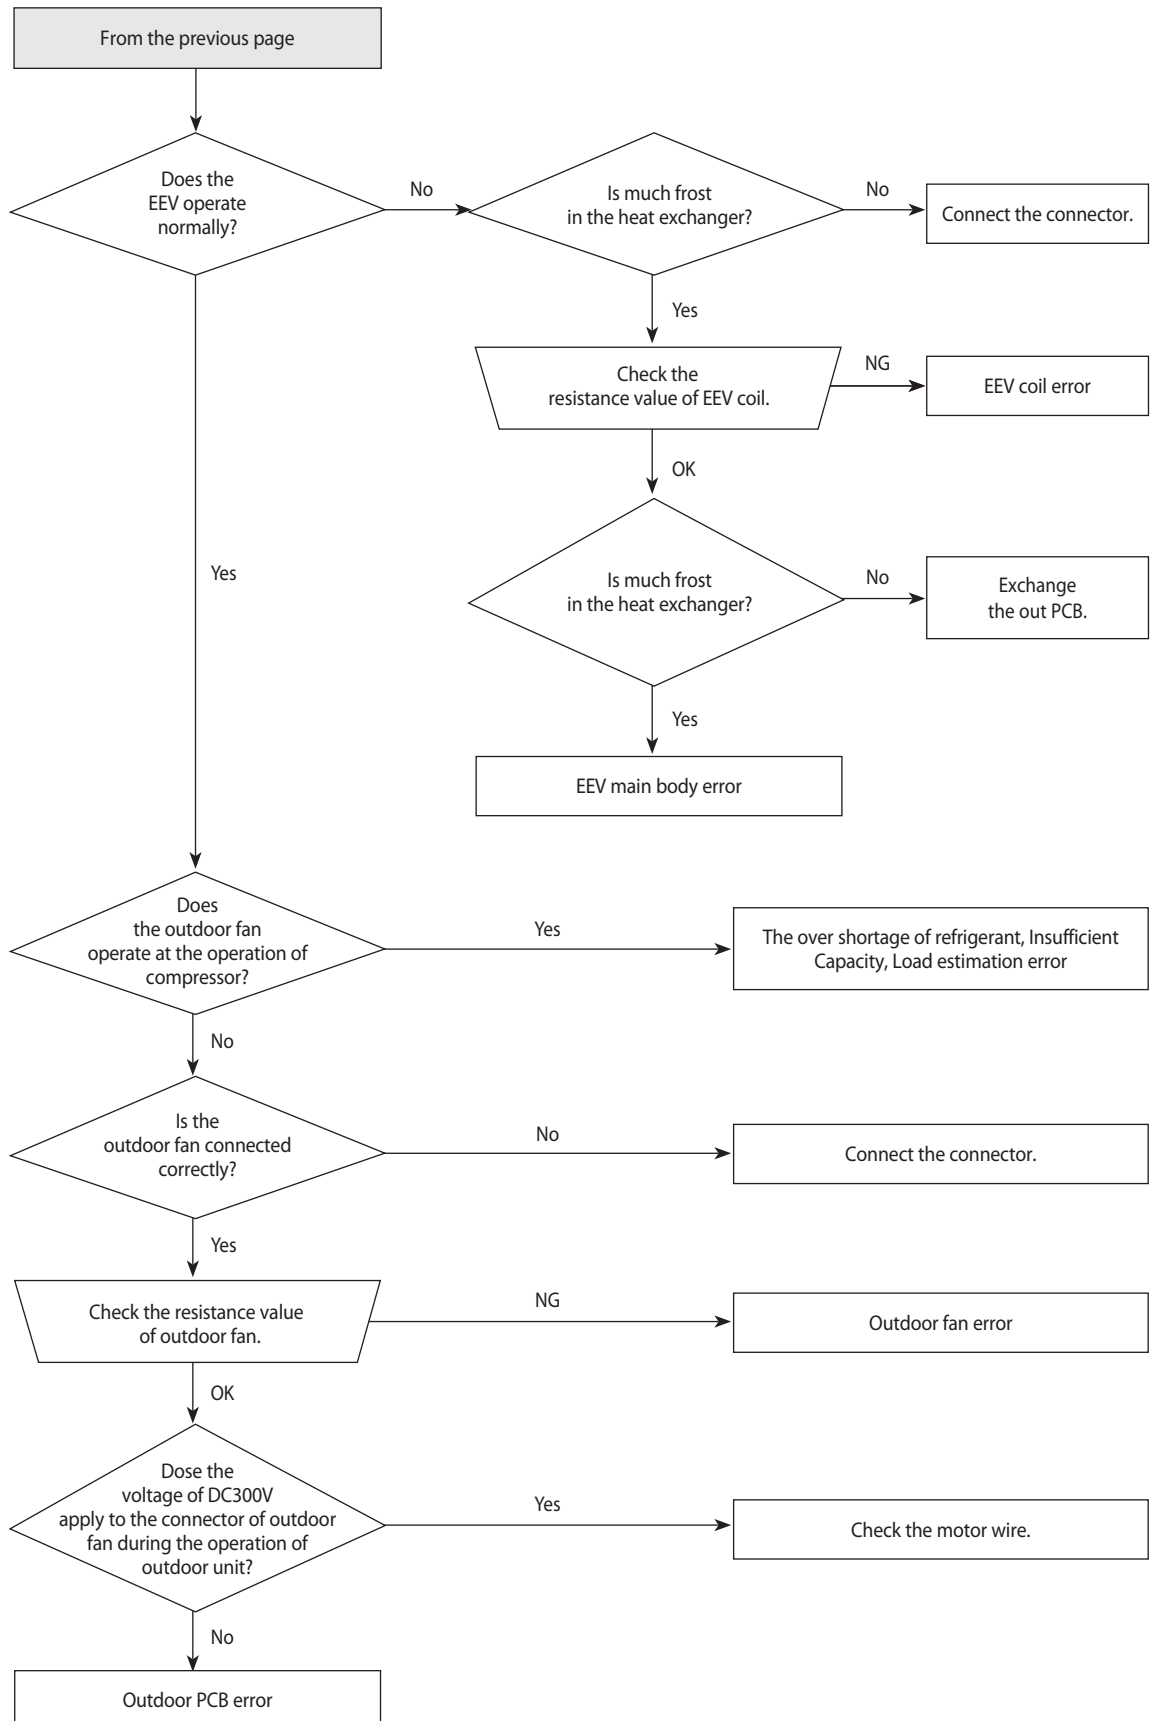 From the previous page
Does the
EEV operate
normally?
No
Is much frost
in the heat exchanger?
No
Connect the connector.
Yes
Check the
resistance value of EEV coil.
NG
EEV coil error
OK
Is much frost
in the heat exchanger?
No
Exchange
the out PCB.
Yes
EEV main body error
Yes
Does
the outdoor fan
operate at the operation of
compressor?
Yes
The over shortage of refrigerant, Insufficient
Capacity, Load estimation error
No
Is the
outdoor fan connected
correctly?
No
Connect the connector.
Yes
Check the resistance value
of outdoor fan.
NG
Outdoor fan error
OK
Dose the
voltage of DC300V
apply to the connector of outdoor
fan during the operation of
outdoor unit?
Yes
Check the motor wire.
No
Outdoor PCB error